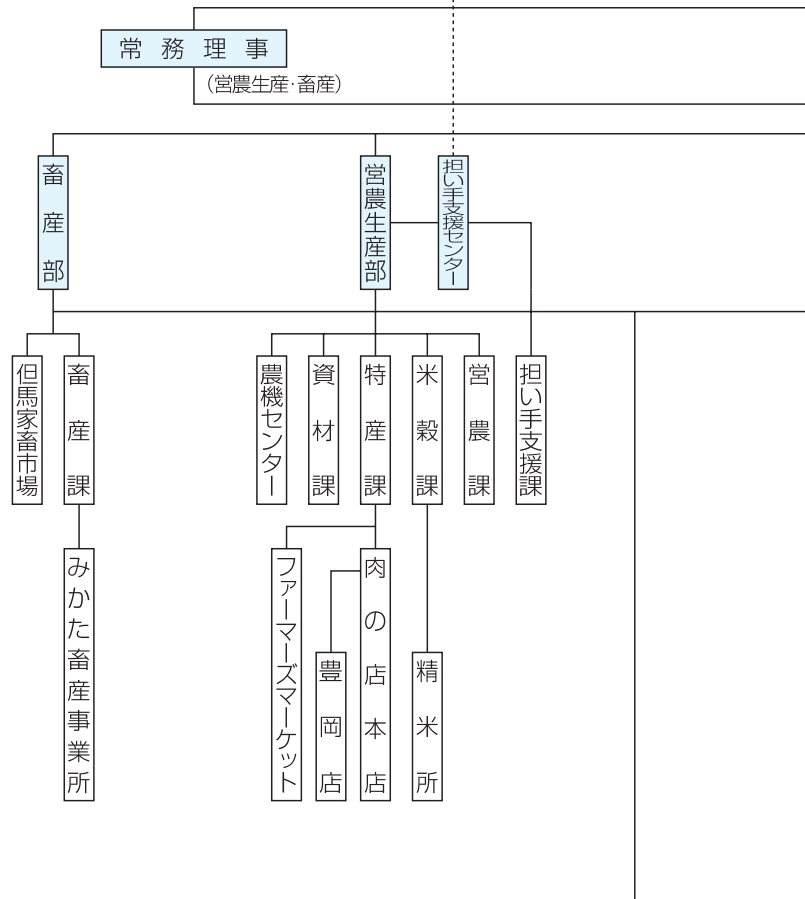 常務理事
（営農生産・畜産）
畜産部
営農生産部
担い手支援センター
但馬家畜市場
畜産課
農機センター
資材課
特産課
米穀課
営農課
担い手支援課
みかた畜産事業所
ファーマーズマーケット
豊岡店
肉の店本店
精米所